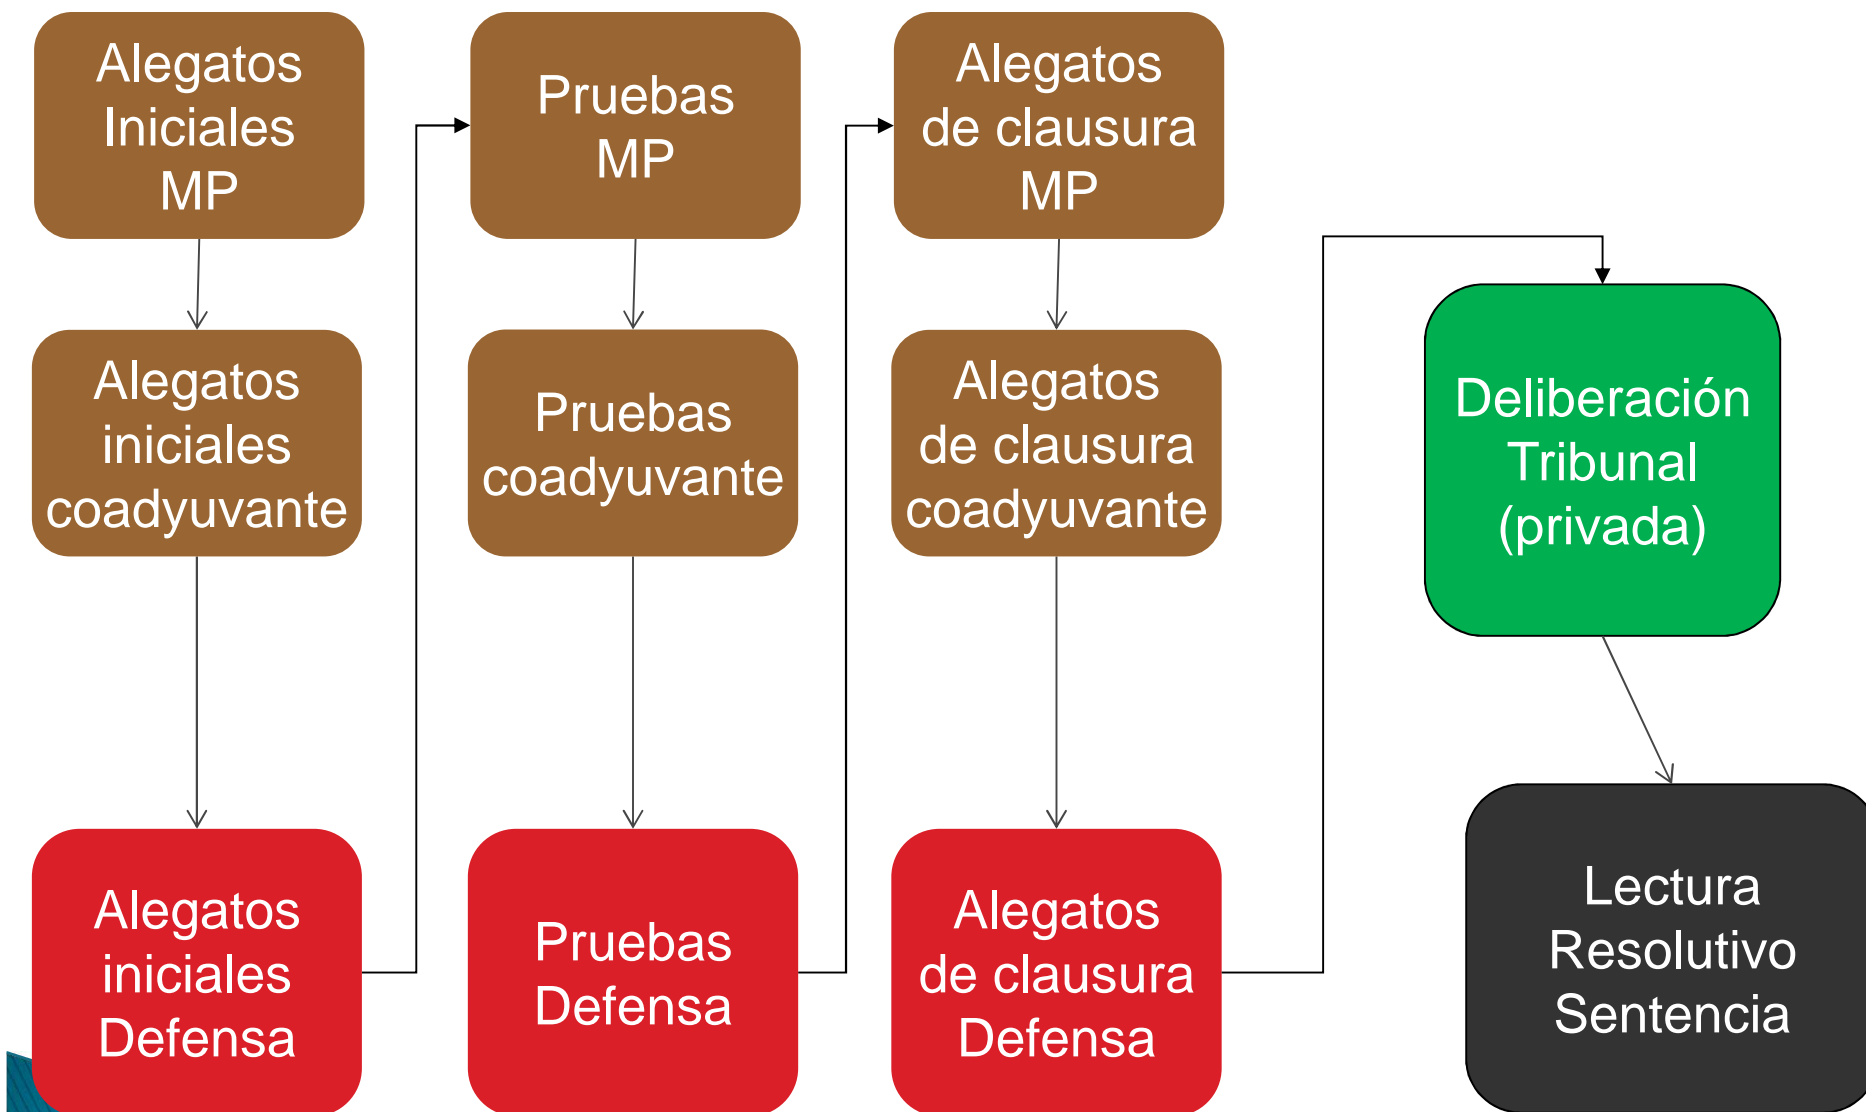 Alegatos
Iniciales
MP
Alegatos
iniciales
coadyuvante
Alegatos
iniciales
Defensa
Pruebas
MP
Pruebas
coadyuvante
Pruebas
Defensa
Alegatos
de clausura
MP
Alegatos
de clausura
coadyuvante
Alegatos
de clausura
Defensa
Deliberación
Tribunal
(privada)
Lectura
Resolutivo
Sentencia